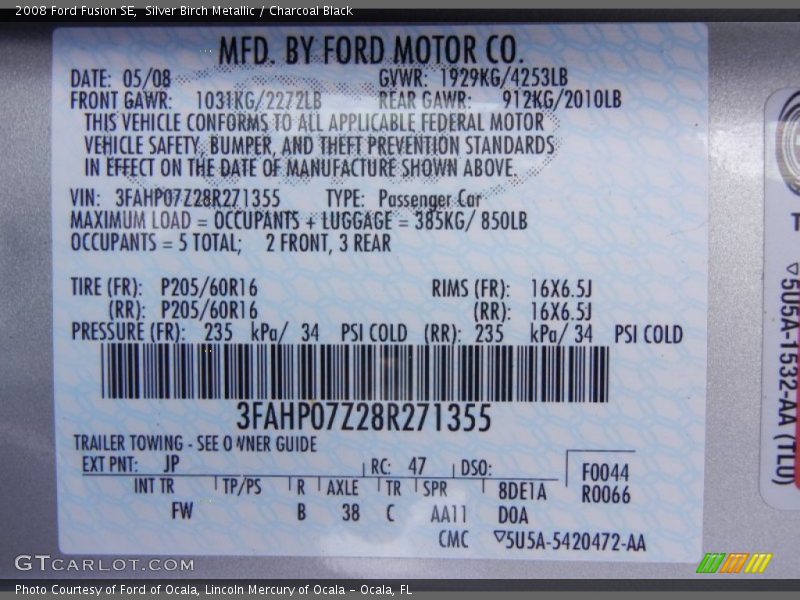 2008 Ford Fusion SE,  Silver Birch Metallic / Charcoal Black
MFD. BY FORD MOTOR CO.
DATE: 05/08 GVWR: 1929KG/4253LB
FRONT GAWR: 1031KG/2272LB REAR GAWR: 912KG/2010LB
THIS VEHICLE CONFORMS TO ALL APPLICABLE FEDERAL MOTOR
VEHICLE SAFETY, BUMPER, AND THEFT PREVENTION STANDARDS
IN EFFECT ON THE DATE OF MANUFACTURE SHOWN ABOVE.
VIN: 3FAHP07Z28R271355 TYPE: Passenger Car
MAXIMUM LOAD = OCCUPANTS + LUGGAGE = 385KG/ 850LB
OCCUPANTS = 5 TOTAL; 2 FRONT, 3 REAR
TIRE (FR): P205/60R16 RIMS (FR): 16X6.5J
(RR): P205/60R16 (RR): 16X6.5J
PRESSURE (FR): 235 kPa/ 34 PSI COLD (RR): 235 kPa/ 34 PSI COLD
3FAHP07Z28R271355
TRAILER TOWING - SEE OWNER GUIDE
EXT PNT: JP RC: 47 DSO: F0044
INT TR TP/PS R AXLE TR SPR 8DE1A R0066
FW B 38 C AA11 D0A
CMC ▽5U5A-5420472-AA
T
▽5U5A-1532-AA (TLU)
GTCARLOT.COM
Photo Courtesy of Ford of Ocala, Lincoln Mercury of Ocala - Ocala, FL